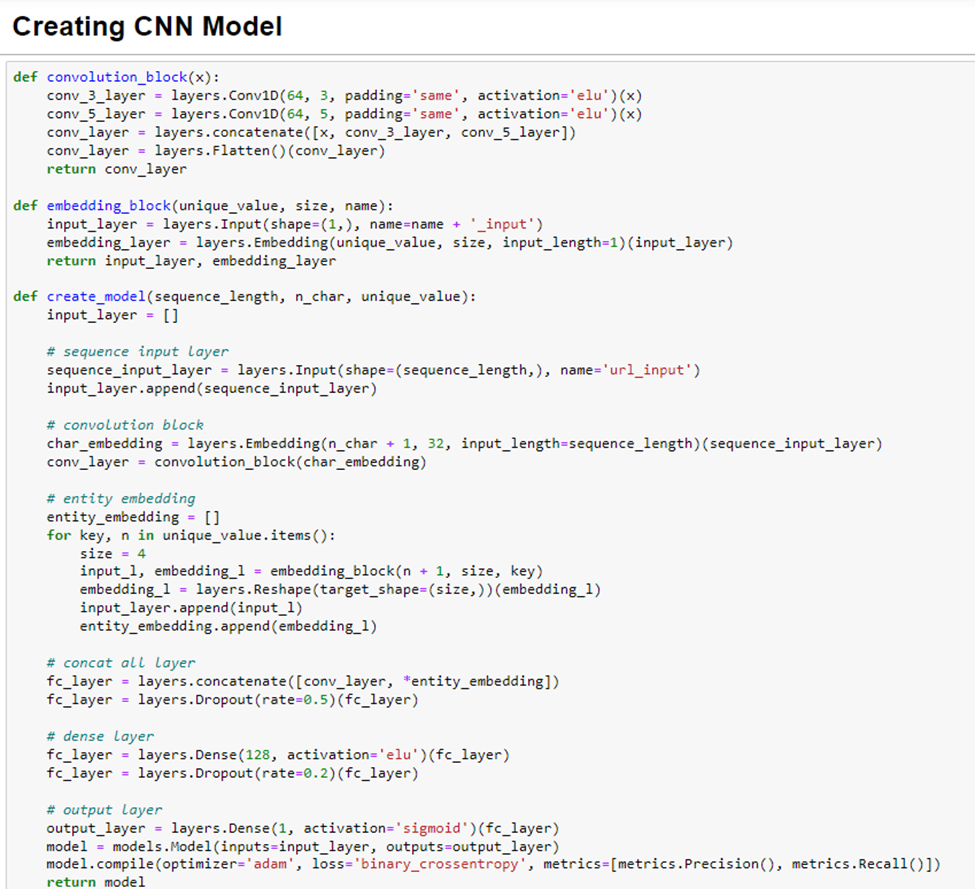 Creating CNN Model
def convolution_block(x):
    conv_3_layer = layers.Conv1D(64, 3, padding='same', activation='elu')(x)
    conv_5_layer = layers.Conv1D(64, 5, padding='same', activation='elu')(x)
    conv_layer = layers.concatenate([x, conv_3_layer, conv_5_layer])
    conv_layer = layers.Flatten()(conv_layer)
    return conv_layer

def embedding_block(unique_value, size, name):
    input_layer = layers.Input(shape=(1,), name=name + '_input')
    embedding_layer = layers.Embedding(unique_value, size, input_length=1)(input_layer)
    return input_layer, embedding_layer

def create_model(sequence_length, n_char, unique_value):
    input_layer = []

    # sequence input layer
    sequence_input_layer = layers.Input(shape=(sequence_length,), name='url_input')
    input_layer.append(sequence_input_layer)

    # convolution block
    char_embedding = layers.Embedding(n_char + 1, 32, input_length=sequence_length)(sequence_input_layer)
    conv_layer = convolution_block(char_embedding)

    # entity embedding
    entity_embedding = []
    for key, n in unique_value.items():
        size = 4
        input_l, embedding_l = embedding_block(n + 1, size, key)
        embedding_l = layers.Reshape(target_shape=(size,))(embedding_l)
        input_layer.append(input_l)
        entity_embedding.append(embedding_l)

    # concat all layer
    fc_layer = layers.concatenate([conv_layer, *entity_embedding])
    fc_layer = layers.Dropout(rate=0.5)(fc_layer)

    # dense layer
    fc_layer = layers.Dense(128, activation='elu')(fc_layer)
    fc_layer = layers.Dropout(rate=0.2)(fc_layer)

    # output layer
    output_layer = layers.Dense(1, activation='sigmoid')(fc_layer)
    model = models.Model(inputs=input_layer, outputs=output_layer)
    model.compile(optimizer='adam', loss='binary_crossentropy', metrics=[metrics.Precision(), metrics.Recall()])
    return model